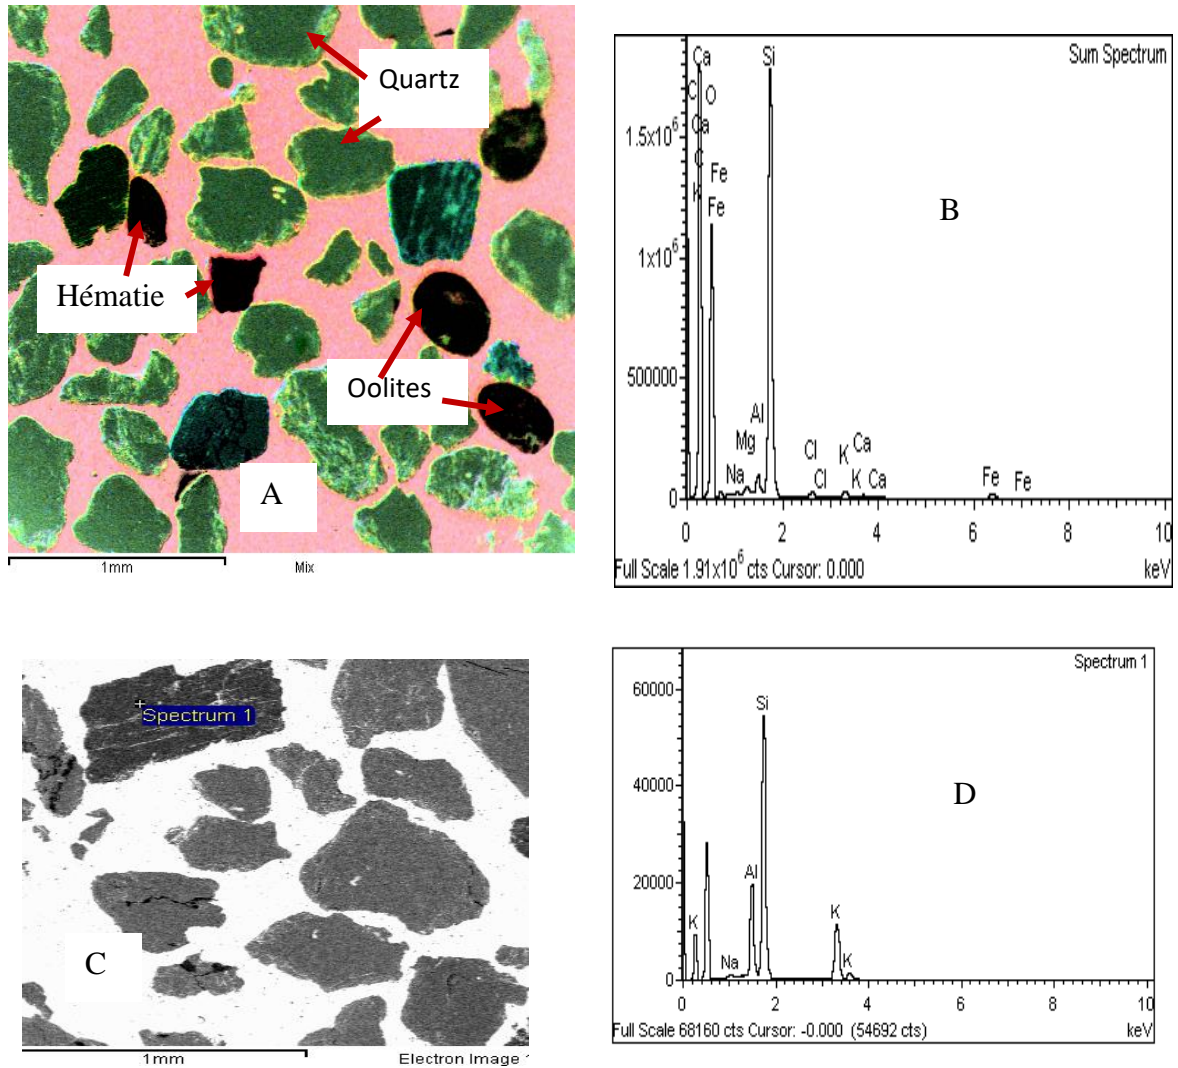 Quartz
Hématie
Oolites
A
1mm
Mix
Sum Spectrum
Ca
Si
C
O
Ca
C
Fe
K
Fe
B
1.5x10⁶
1x10⁶
500000
0
Al
Mg
Na
Cl
Cl
K
Ca
K
Ca
Fe
Fe
0 2 4 6 8 10
Full Scale 1.91x10⁶ cts Cursor: 0.000 keV
Spectrum 1
C
1mm
Electron Image
Spectrum 1
60000
Si
40000
D
20000
Al
K
K
Na
K
0
0 2 4 6 8 10
Full Scale 68160 cts Cursor: -0.000 (54692 cts) keV